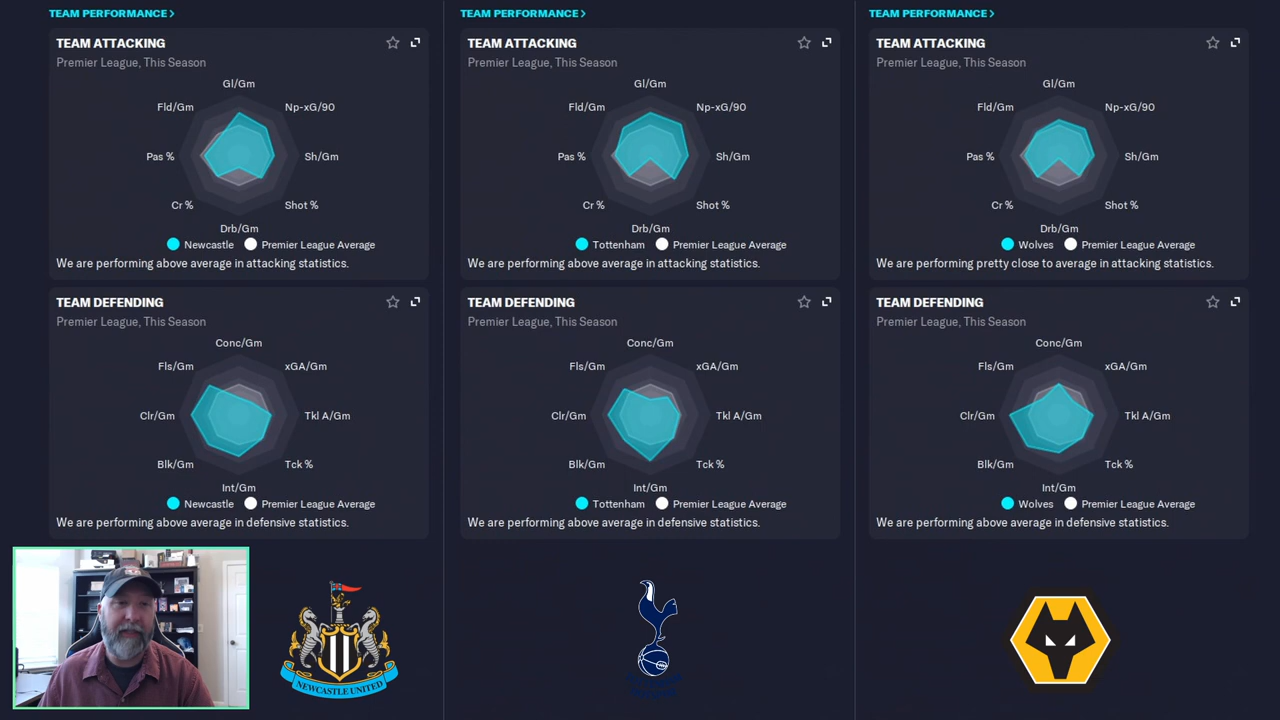 TEAM PERFORMANCE >
TEAM ATTACKING
Premier League, This Season
Gl/Gm
Fld/Gm
Np-xG/90
Pas %
Sh/Gm
Cr %
Shot %
Drb/Gm
Newcastle
Premier League Average
We are performing above average in attacking statistics.
TEAM DEFENDING
Premier League, This Season
Conc/Gm
Fls/Gm
xGA/Gm
Clr/Gm
Tkl A/Gm
Blk/Gm
Tck %
Int/Gm
Newcastle
Premier League Average
We are performing above average in defensive statistics.
NEWCASTLE UNITED
TEAM PERFORMANCE >
TEAM ATTACKING
Premier League, This Season
Gl/Gm
Fld/Gm
Np-xG/90
Pas %
Sh/Gm
Cr %
Shot %
Drb/Gm
Tottenham
Premier League Average
We are performing above average in attacking statistics.
TEAM DEFENDING
Premier League, This Season
Conc/Gm
Fls/Gm
xGA/Gm
Clr/Gm
Tkl A/Gm
Blk/Gm
Tck %
Int/Gm
Tottenham
Premier League Average
We are performing above average in defensive statistics.
TEAM PERFORMANCE >
TEAM ATTACKING
Premier League, This Season
Gl/Gm
Fld/Gm
Np-xG/90
Pas %
Sh/Gm
Cr %
Shot %
Drb/Gm
Wolves
Premier League Average
We are performing pretty close to average in attacking statistics.
TEAM DEFENDING
Premier League, This Season
Conc/Gm
Fls/Gm
xGA/Gm
Clr/Gm
Tkl A/Gm
Blk/Gm
Tck %
Int/Gm
Wolves
Premier League Average
We are performing above average in defensive statistics.